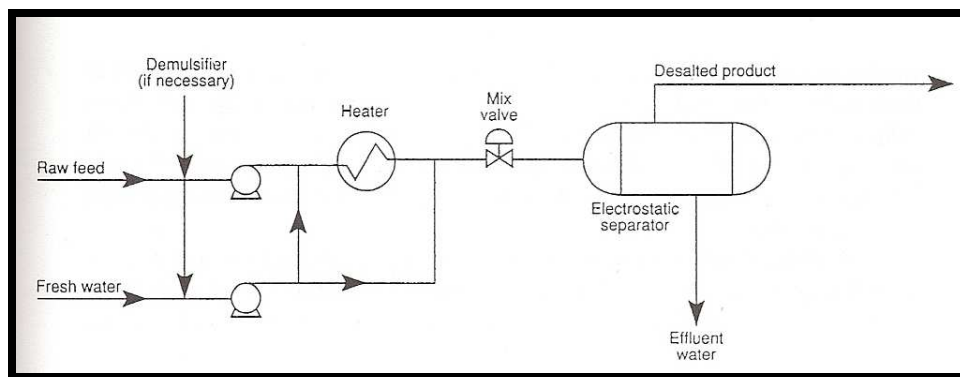 Demulsifier
(if necessary)
Heater
Mix
valve
Desalted product
Raw feed
Electrostatic
separator
Fresh water
Effluent
water